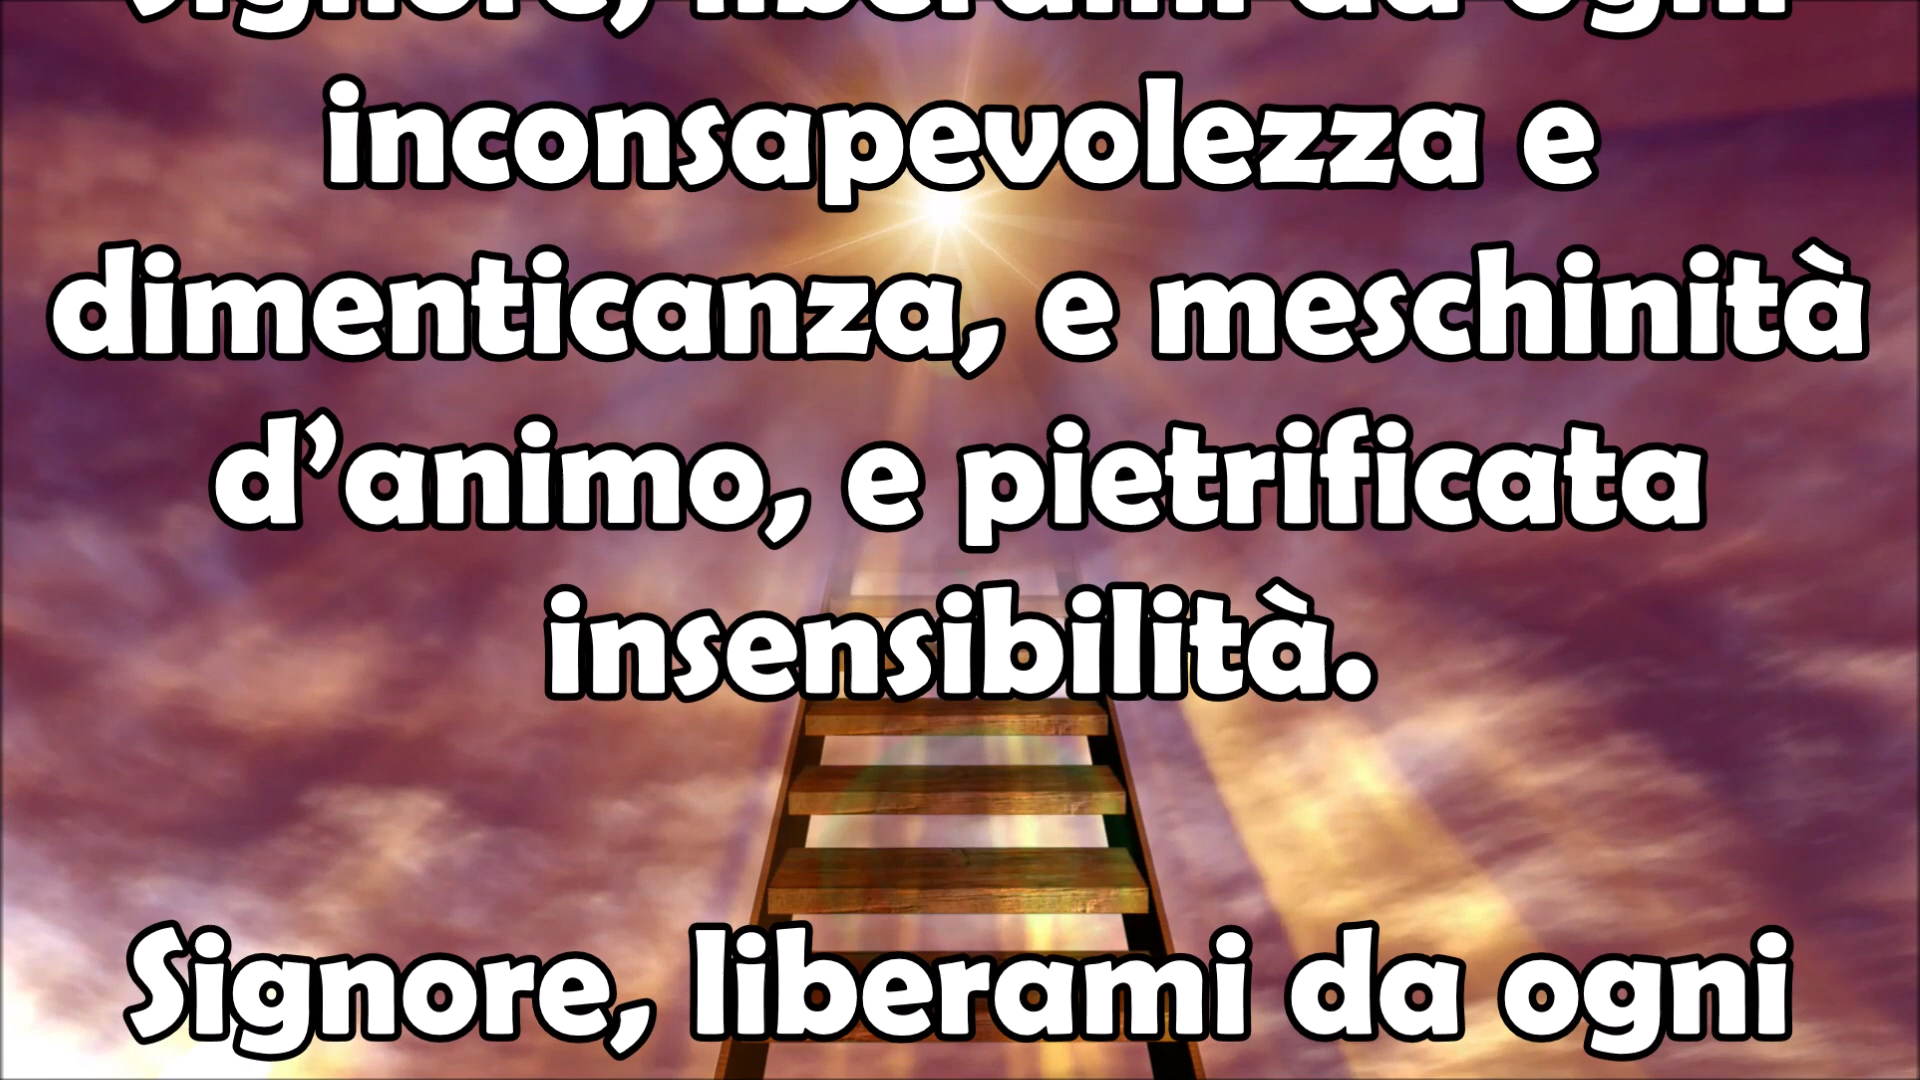 Signore, liberami da ogni
inconsapevolezza e
dimenticanza, e meschinità
d’animo, e pietrificata
insensibilità.
Signore, liberami da ogni